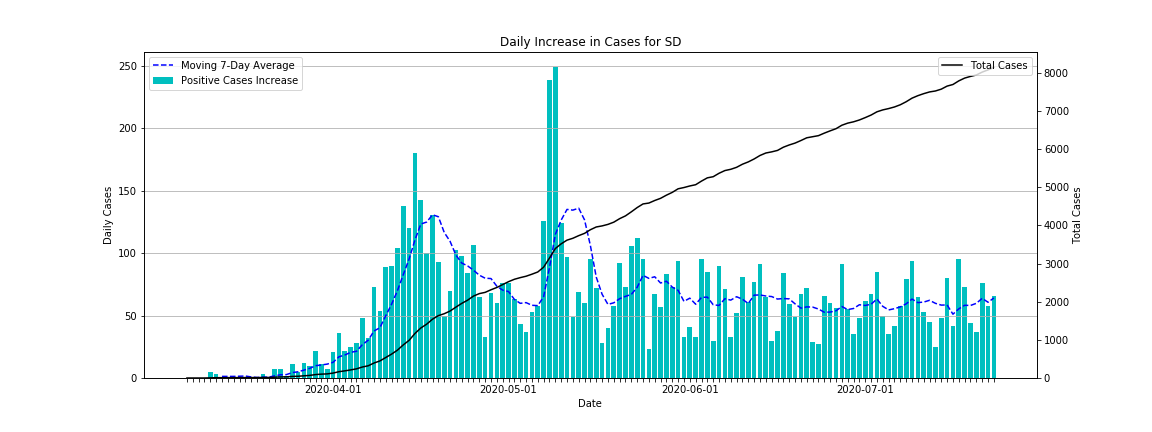 Daily Increase in Cases for SD
Moving 7-Day Average
Positive Cases Increase
Total Cases
250
200
150
100
50
0
Daily Cases
8000
7000
6000
5000
4000
3000
2000
1000
0
Total Cases
2020-04-01
2020-05-01
2020-06-01
2020-07-01
Date